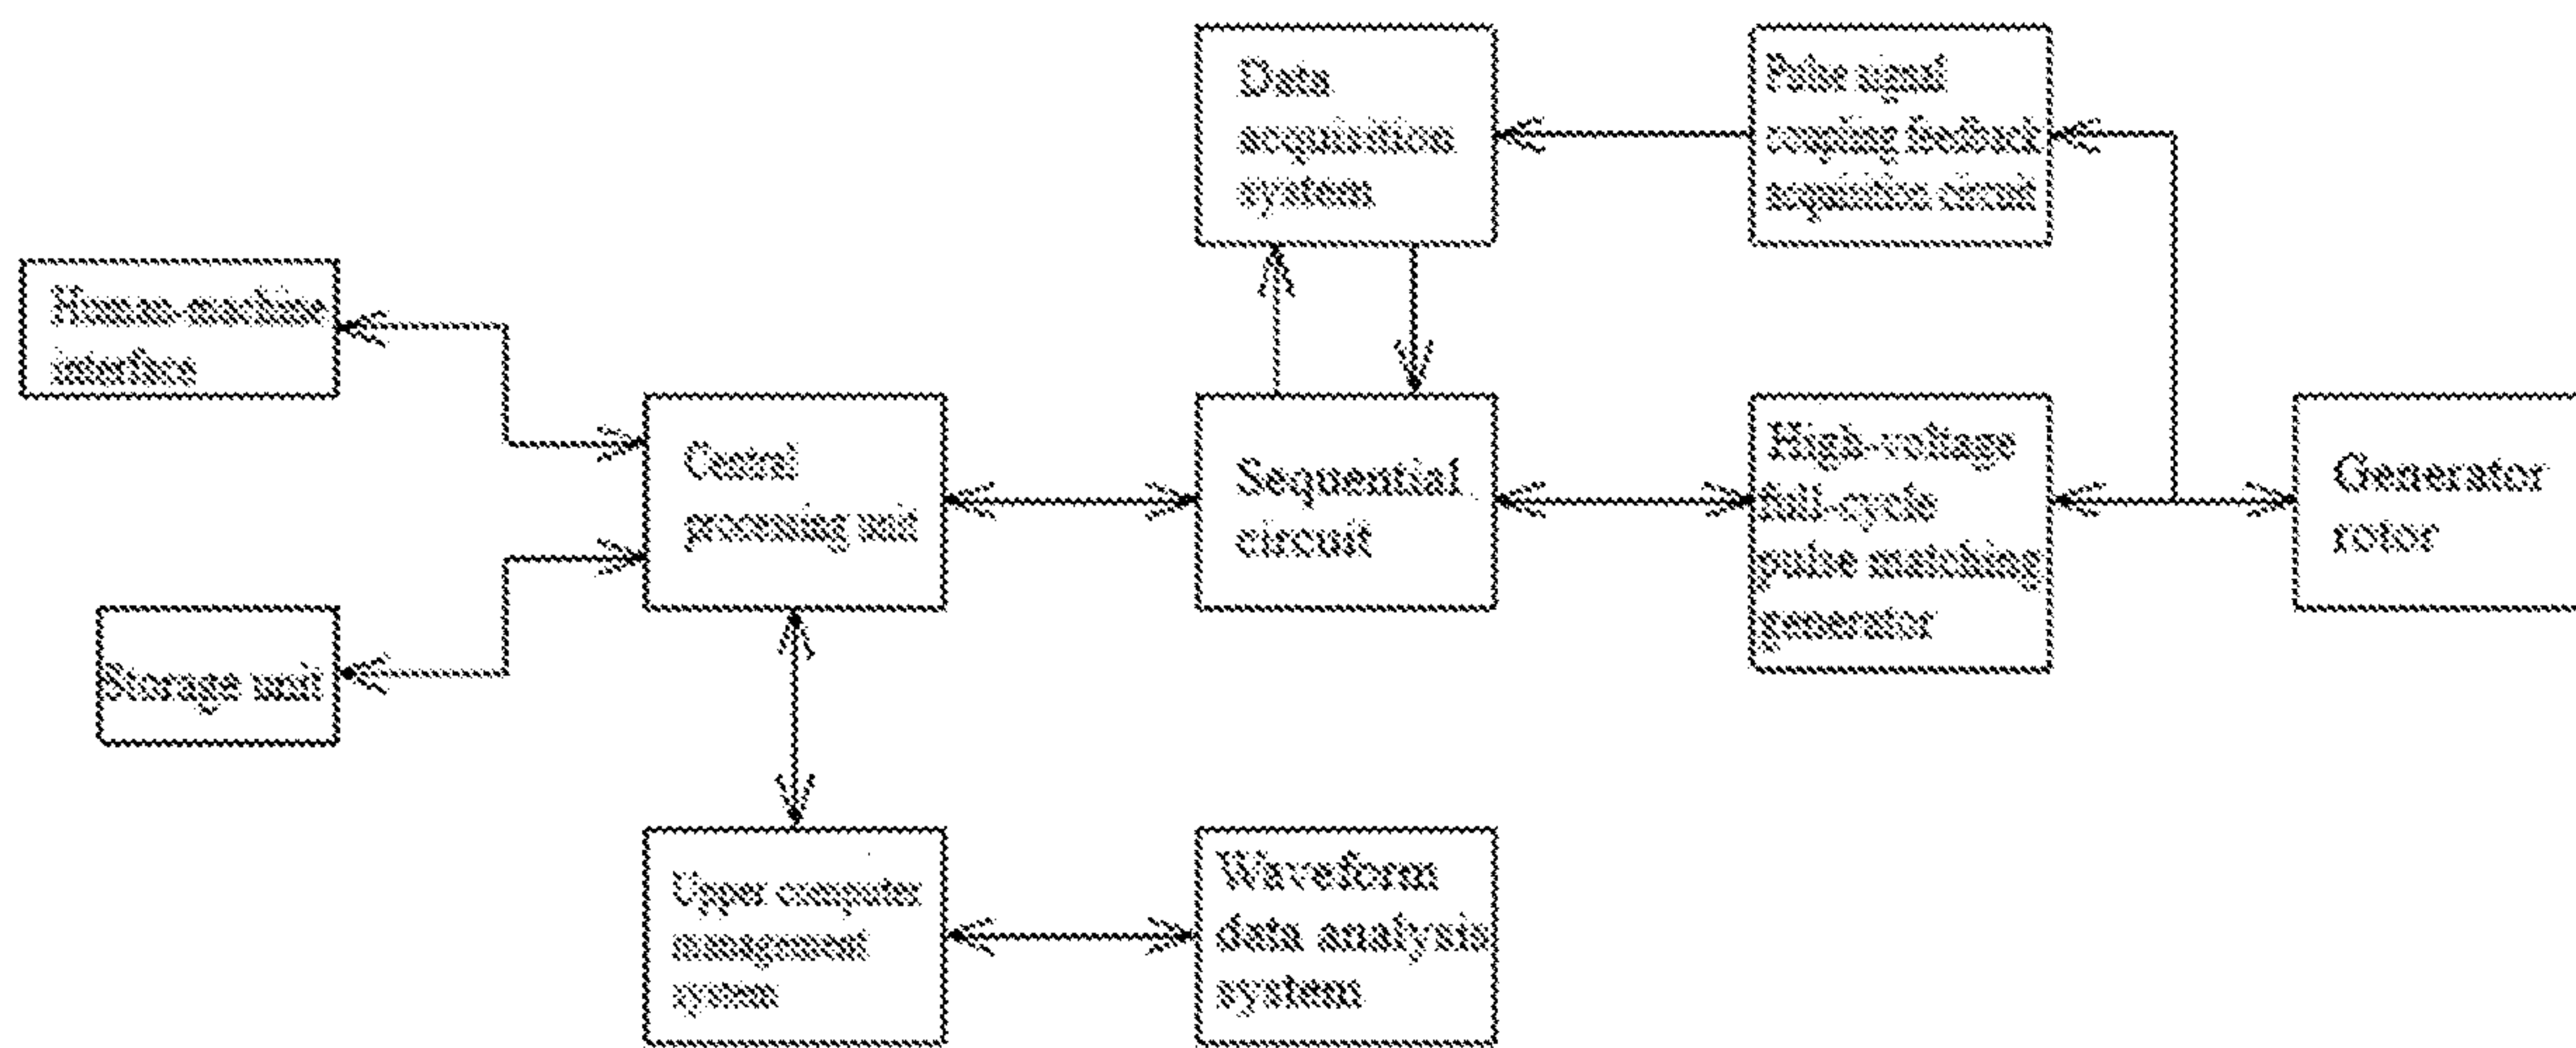 Data
acquisition
system
Pulse signal
coupling feedback
acquisition circuit
Human-machine
interface
Central
processing unit
Sequential
circuit
High-voltage
full-cycle
pulse matching
generator
Generator
rotor
Storage unit
Upper computer
management
system
Waveform
data analysis
system